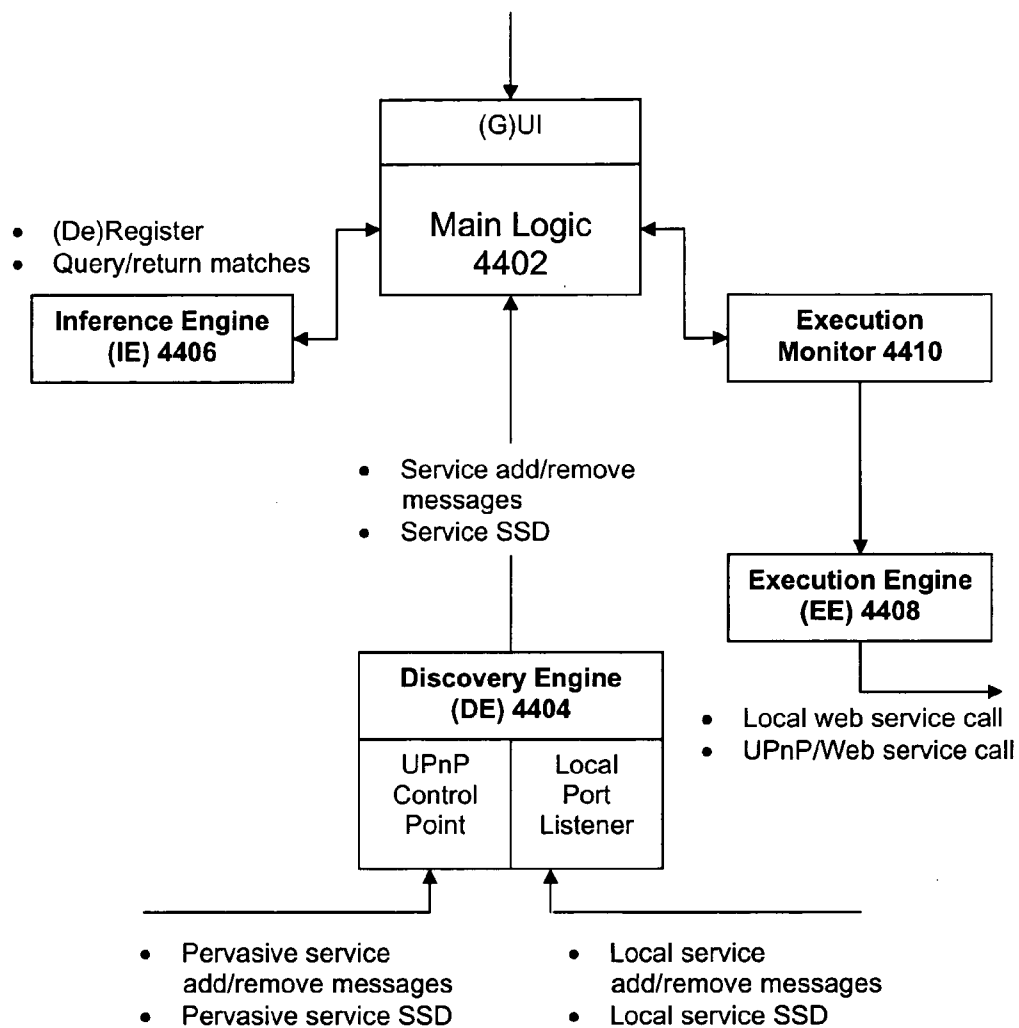 (G)UI
Main Logic
4402
• (De)Register
• Query/return matches
Inference Engine
(IE) 4406
Execution
Monitor 4410
• Service add/remove
messages
• Service SSD
Execution Engine
(EE) 4408
Discovery Engine
(DE) 4404
• Local web service call
• UPnP/Web service call
UPnP
Control
Point
Local
Port
Listener
• Pervasive service
add/remove messages
• Pervasive service SSD
• Local service
add/remove messages
• Local service SSD